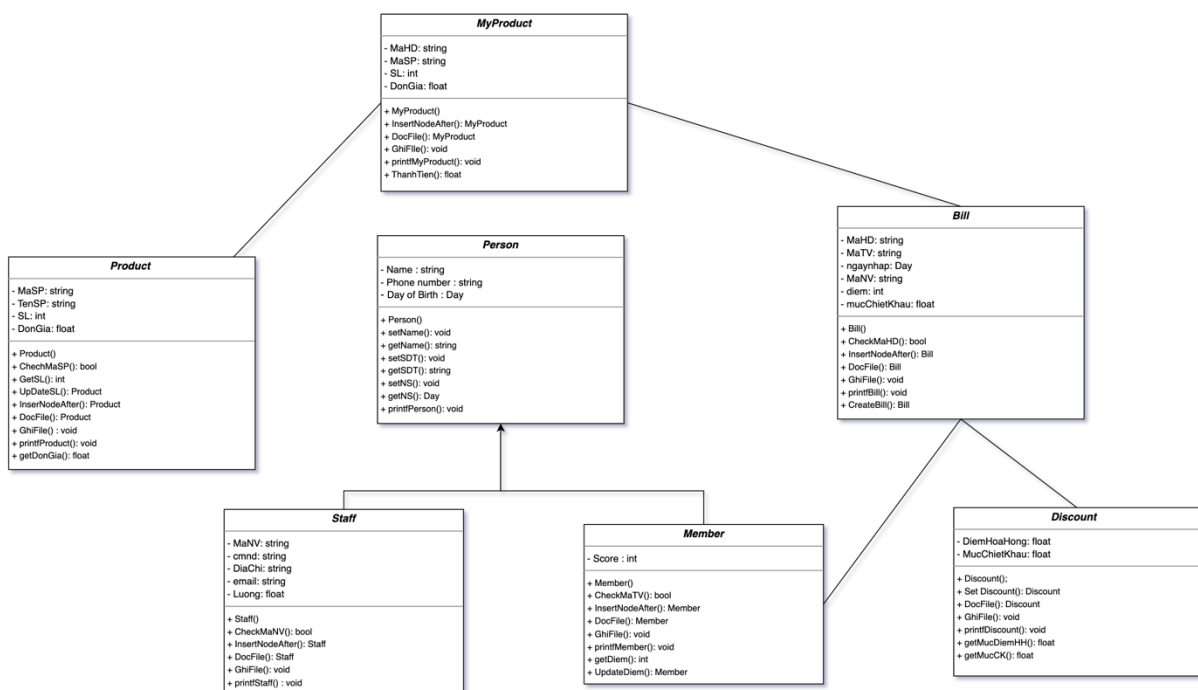 MyProduct
- MaHD: string
- MaSP: string
- SL: int
- DonGia: float
+ MyProduct()
+ InsertNodeAfter(): MyProduct
+ DocFile(): MyProduct
+ GhiFIle(): void
+ printfMyProduct(): void
+ ThanhTien(): float
Product
- MaSP: string
- TenSP: string
- SL: int
- DonGia: float
+ Product()
+ ChechMaSP(): bool
+ GetSL(): int
+ UpDateSL(): Product
+ InserNodeAfter(): Product
+ DocFile(): Product
+ GhiFile() : void
+ printfProduct(): void
+ getDonGia(): float
Person
- Name : string
- Phone number : string
- Day of Birth : Day
+ Person()
+ setName(): void
+ getName(): string
+ setSDT(): void
+ getSDT(): string
+ setNS(): void
+ getNS(): Day
+ printfPerson(): void
Bill
- MaHD: string
- MaTV: string
- ngaynhap: Day
- MaNV: string
- diem: int
- mucChietKhau: float
+ Bill()
+ CheckMaHD(): bool
+ InsertNodeAfter(): Bill
+ DocFile(): Bill
+ GhiFile(): void
+ printfBill(): void
+ CreateBill(): Bill
Staff
- MaNV: string
- cmnd: string
- DiaChi: string
- email: string
- Luong: float
+ Staff()
+ CheckMaNV(): bool
+ InsertNodeAfter(): Staff
+ DocFile(): Staff
+ GhiFile(): void
+ printfStaff() : void
Member
- Score : int
+ Member()
+ CheckMaTV(): bool
+ InsertNodeAfter(): Member
+ DocFile(): Member
+ GhiFile(): void
+ printfMember(): void
+ getDiem(): int
+ UpdateDiem(): Member
Discount
- DiemHoaHong: float
- MucChietKhau: float
+ Discount();
+ Set Discount(): Discount
+ DocFile(): Discount
+ GhiFile(): void
+ printfDiscount(): void
+ getMucDiemHH(): float
+ getMucCK(): float